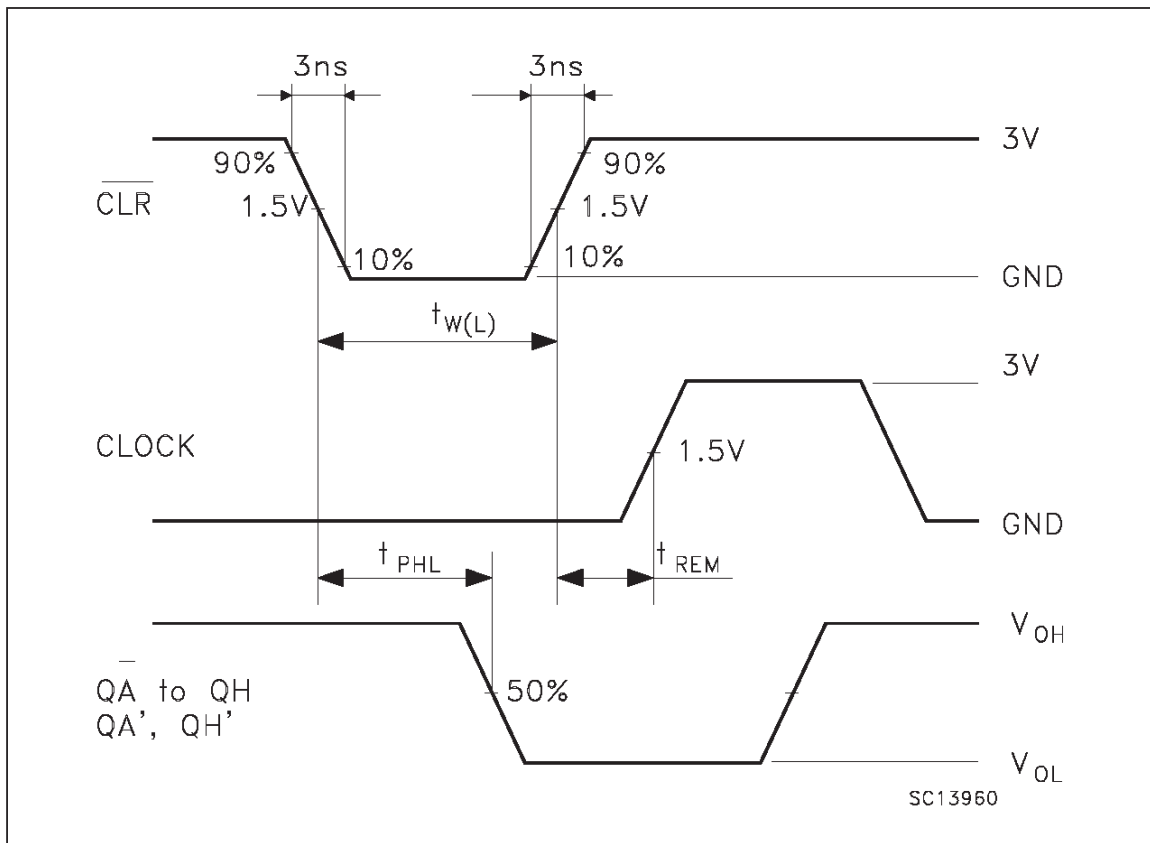 3ns 3ns
3V
90% 90%
CLR 1.5V 1.5V
10% 10%
GND
tW(L)
3V
CLOCK 1.5V
GND
tPHL tREM
VOH
QA to QH 50%
QA', QH'
VOL
SC13960